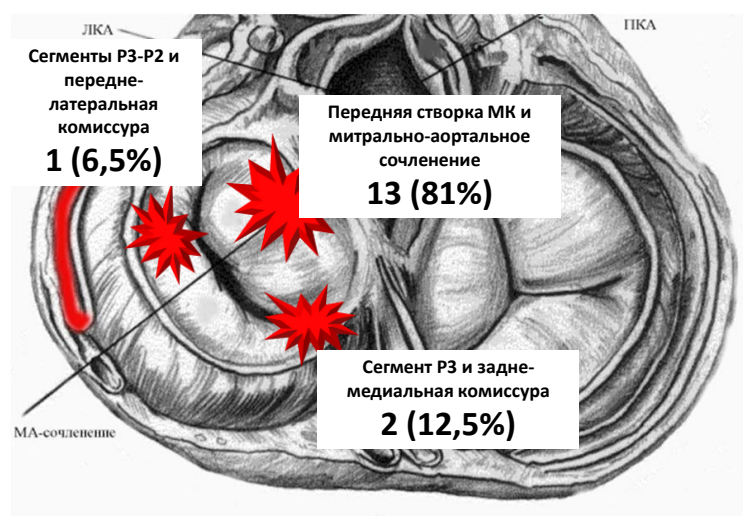 ЛКА
ПКА
Сегменты Р3-Р2 и
передне-
латеральная
комиссура
1 (6,5%)
Передняя створка МК и
митрально-аортальное
сочленение
13 (81%)
Сегмент Р3 и задне-
медиальная комиссура
2 (12,5%)
МА-сочленение